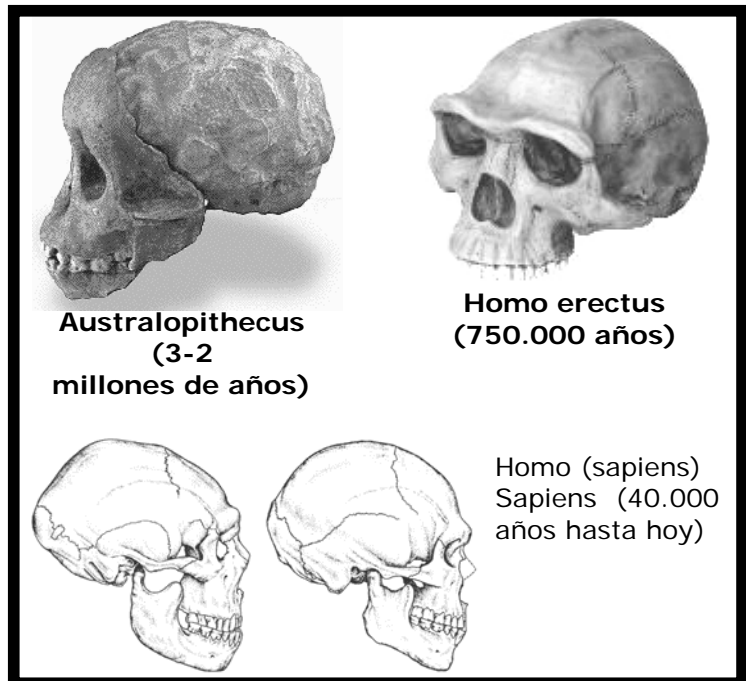 Australopithecus
(3-2
millones de años)
Homo erectus
(750.000 años)
Homo (sapiens)
Sapiens (40.000
años hasta hoy)